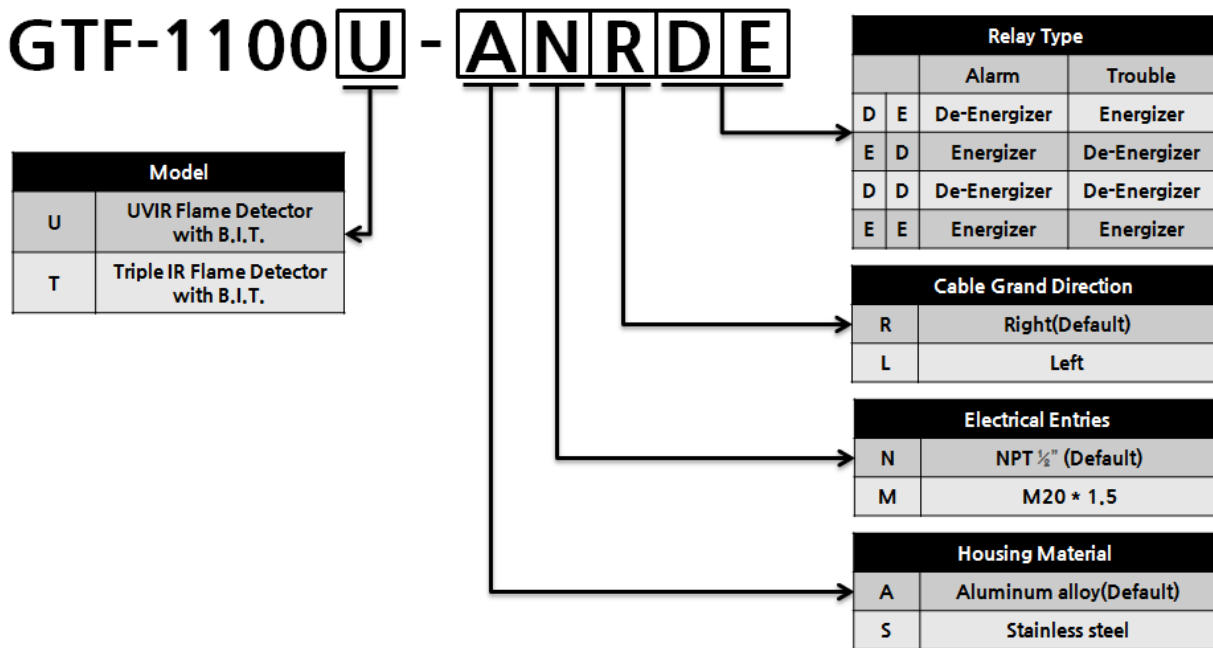 GTF-1100U-ANRDE
Relay Type
Alarm Trouble
D E De-Energizer Energizer
E D Energizer De-Energizer
D D De-Energizer De-Energizer
E E Energizer Energizer
Model
U UVIR Flame Detector
with B.I.T.
T Triple IR Flame Detector
with B.I.T.
Cable Grand Direction
R Right(Default)
L Left
Electrical Entries
N NPT ½" (Default)
M M20 * 1.5
Housing Material
A Aluminum alloy(Default)
S Stainless steel